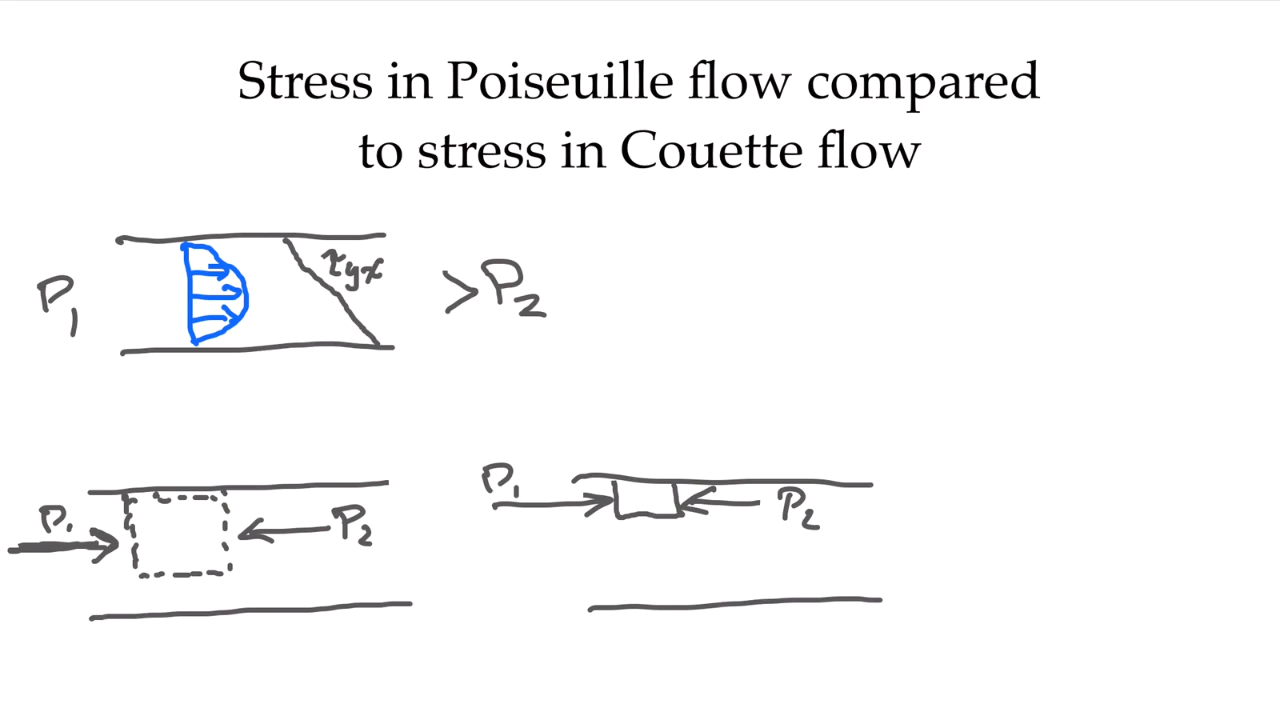 Stress in Poiseuille flow compared
to stress in Couette flow
P₁ τyx >P₂
P₁ P₂ P₁ P₂